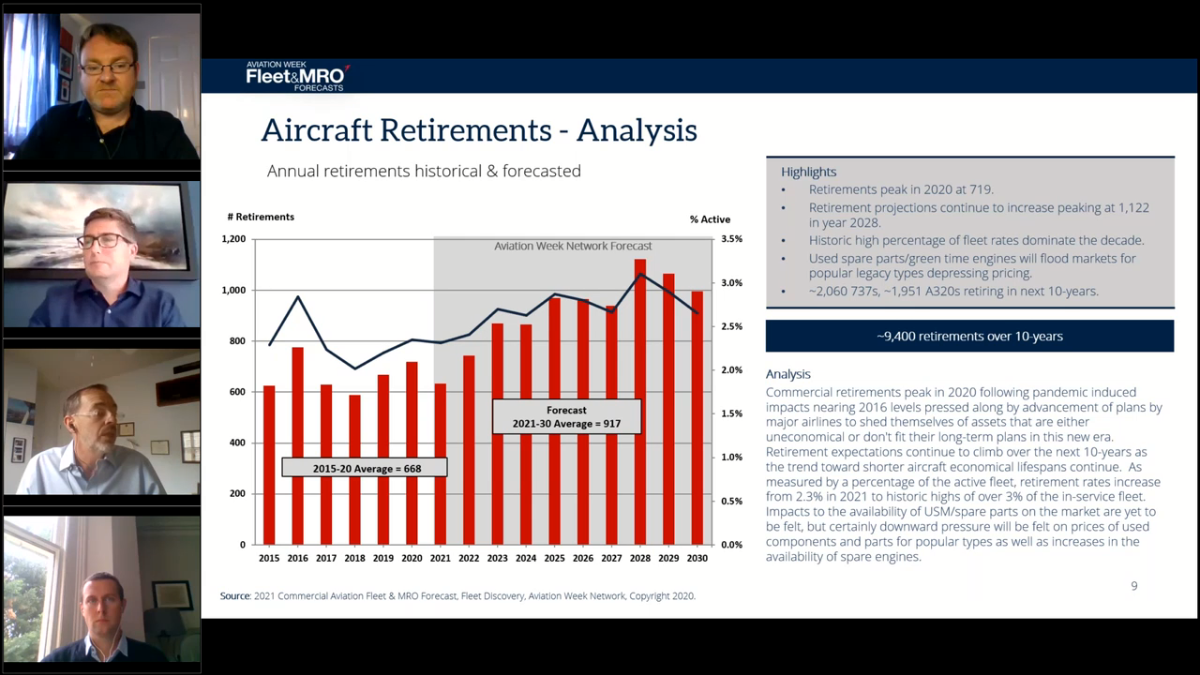 AVIATION WEEK
Fleet&MRO
FORECASTS
Aircraft Retirements - Analysis
Annual retirements historical & forecasted
# Retirements
% Active
Aviation Week Network Forecast
1,200
1,000
800
600
400
200
0
3.5%
3.0%
2.5%
2.0%
1.5%
1.0%
0.5%
0.0%
Forecast
2021-30 Average = 917
2015-20 Average = 668
2015 2016 2017 2018 2019 2020 2021 2022 2023 2024 2025 2026 2027 2028 2029 2030
Source: 2021 Commercial Aviation Fleet & MRO Forecast, Fleet Discovery, Aviation Week Network, Copyright 2020.
Highlights
• Retirements peak in 2020 at 719.
• Retirement projections continue to increase peaking at 1,122
in year 2028.
• Historic high percentage of fleet rates dominate the decade.
• Used spare parts/green time engines will flood markets for
popular legacy types depressing pricing.
• ~2,060 737s, ~1,951 A320s retiring in next 10-years.
~9,400 retirements over 10-years
Analysis
Commercial retirements peak in 2020 following pandemic induced
impacts nearing 2016 levels pressed along by advancement of plans by
major airlines to shed themselves of assets that are either
uneconomical or don't fit their long-term plans in this new era.
Retirement expectations continue to climb over the next 10-years as
the trend toward shorter aircraft economical lifespans continue. As
measured by a percentage of the active fleet, retirement rates increase
from 2.3% in 2021 to historic highs of over 3% of the in-service fleet.
Impacts to the availability of USM/spare parts on the market are yet to
be felt, but certainly downward pressure will be felt on prices of used
components and parts for popular types as well as increases in the
availability of spare engines.
9